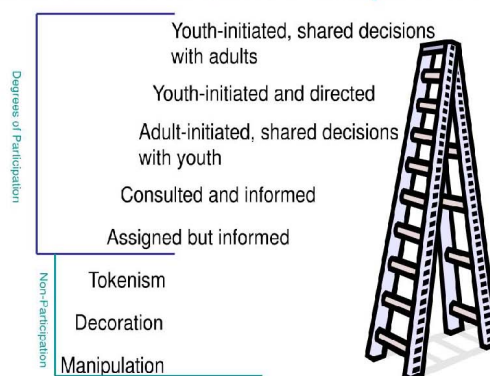 Youth-initiated, shared decisions
with adults
Youth-initiated and directed
Adult-initiated, shared decisions
with youth
Consulted and informed
Assigned but informed
Tokenism
Decoration
Manipulation
Degrees of Participation
Non-Participation